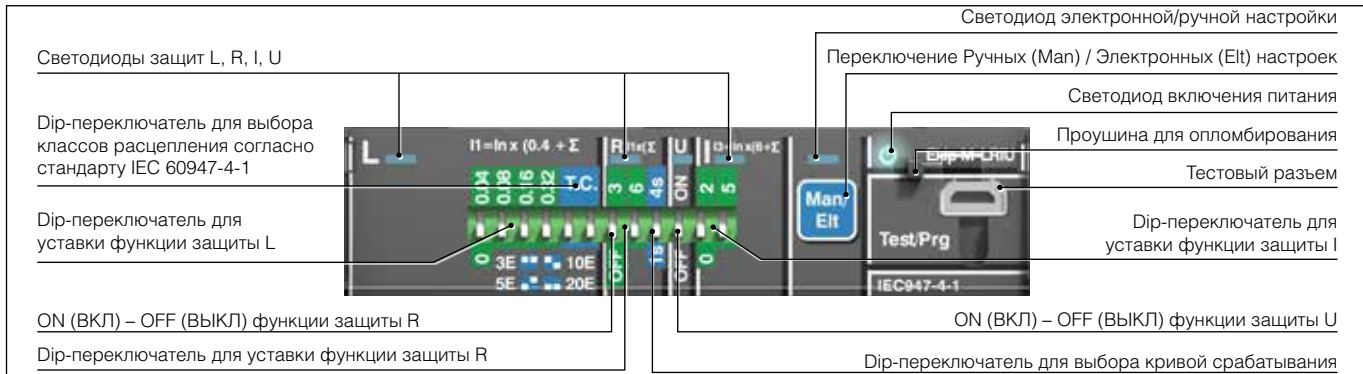 Светодиод электронной/ручной настройки
Светодиоды защит L, R, I, U
Переключение Ручных (Man) / Электронных (Elt) настроек
Светодиод включения питания
Dip-переключатель для выбора
классов расцепления согласно
стандарту IEC 60947-4-1
Проушина для опломбирования
Тестовый разъем
Dip-переключатель для
уставки функции защиты L
Dip-переключатель для
уставки функции защиты I
L I1=In x (0.4 + Σ R U I
0.04 0.08 0.16 0.32 T.C. 3 6 4s ON 2 5
Man/
Elt
Test/Prg
0 3E 10E OFF 1s OFF 0
5E 20E
IEC947-4-1
ON (ВКЛ) – OFF (ВЫКЛ) функции защиты R
ON (ВКЛ) – OFF (ВЫКЛ) функции защиты U
Dip-переключатель для уставки функции защиты R
Dip-переключатель для выбора кривой срабатывания